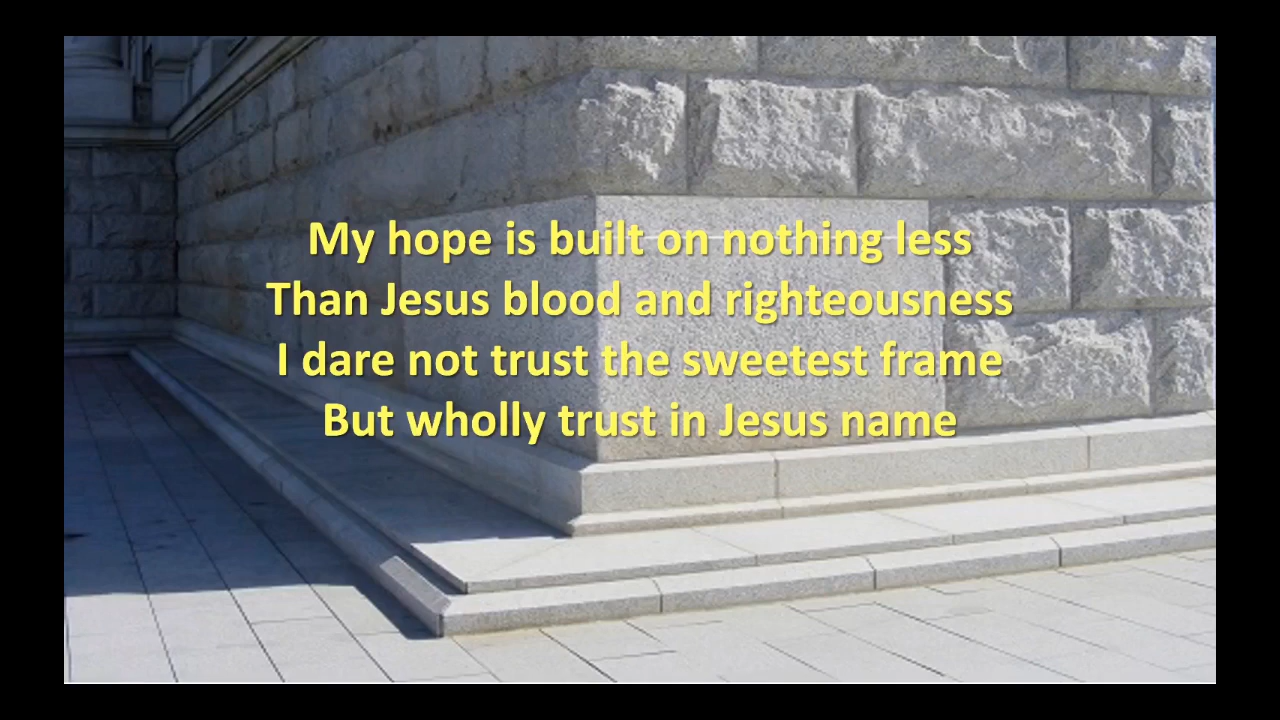 My hope is built on nothing less
Than Jesus blood and righteousness
I dare not trust the sweetest frame
But wholly trust in Jesus name